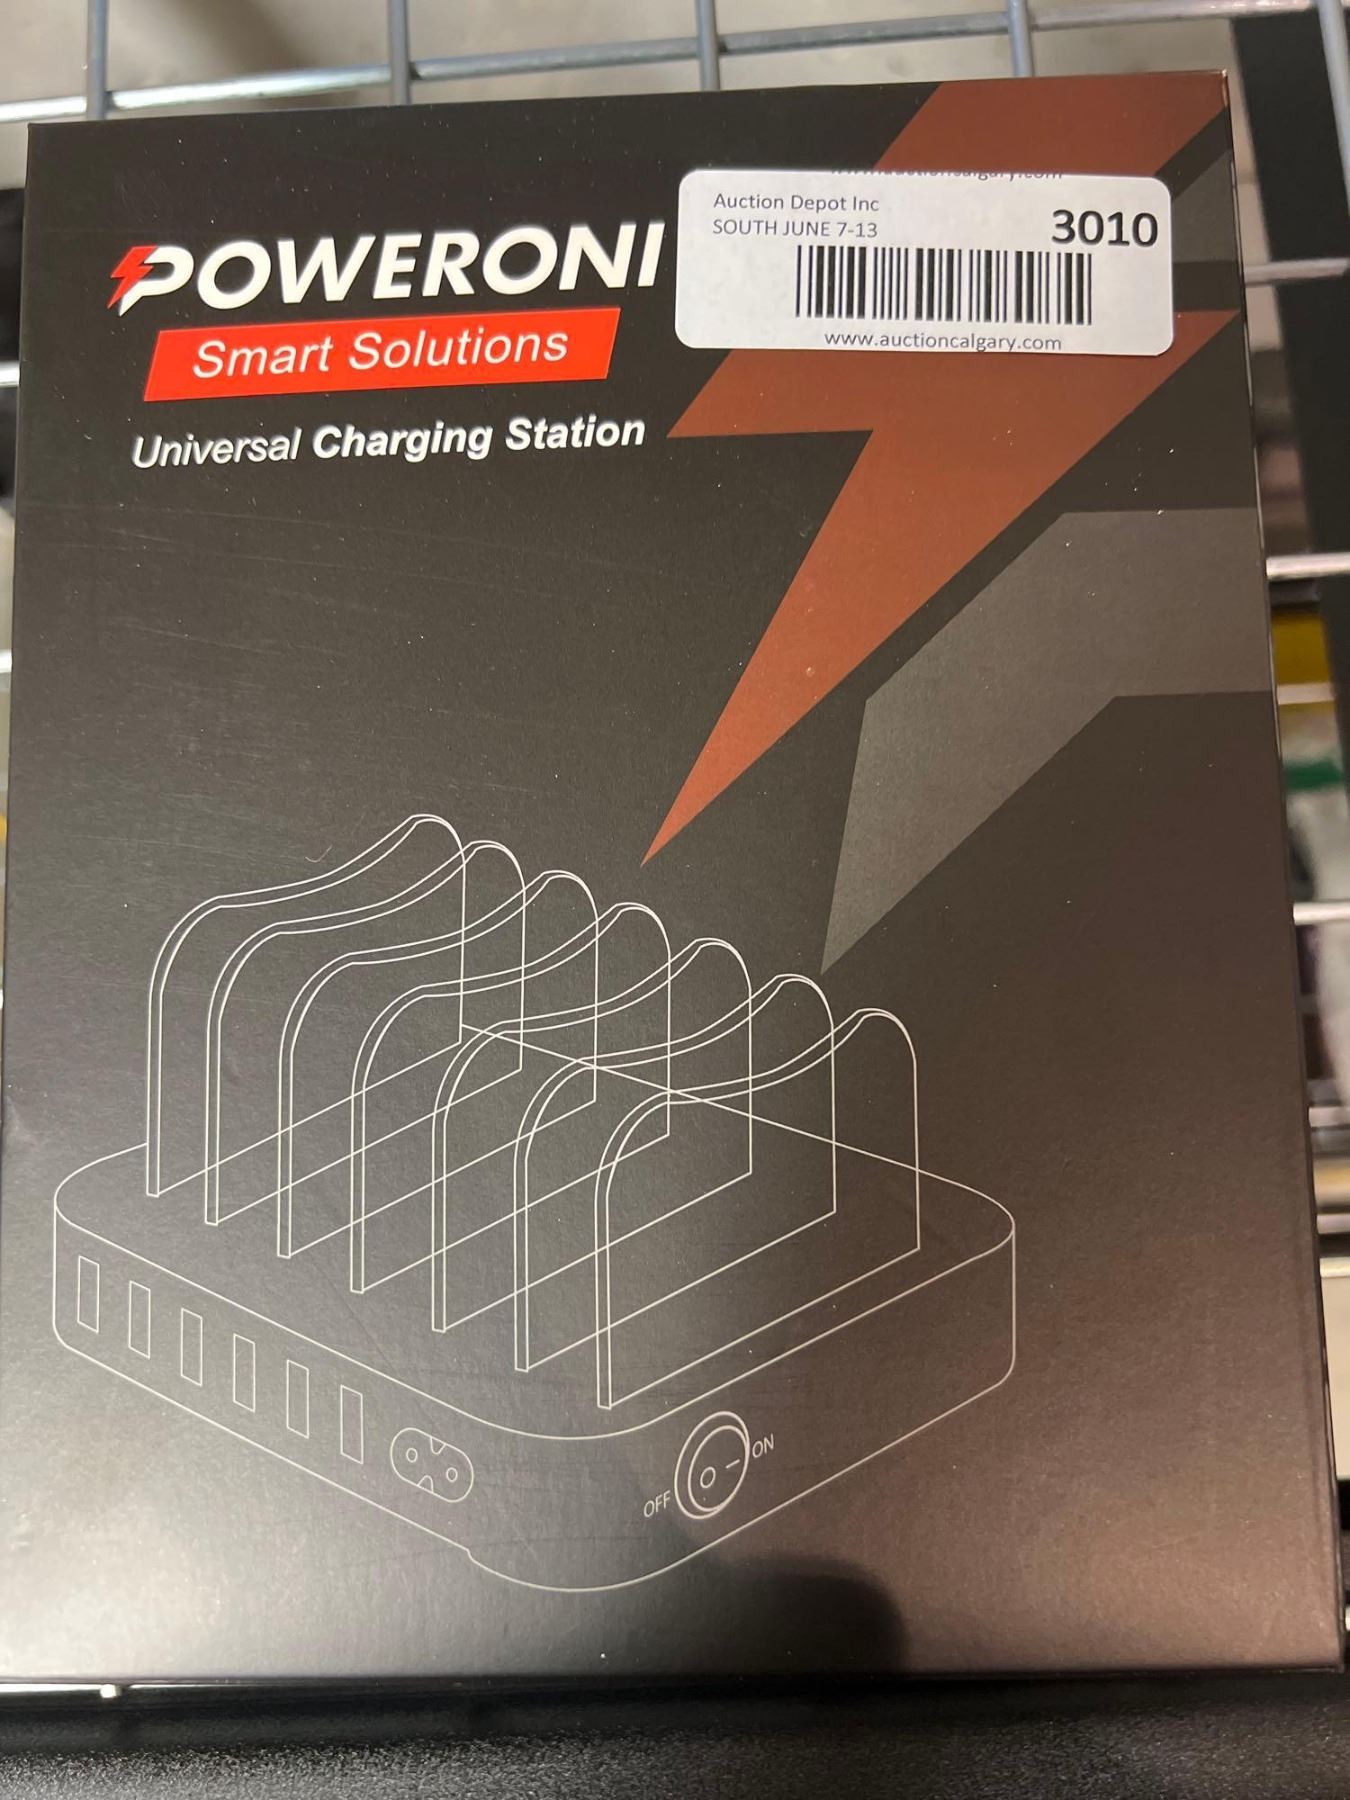 POWERONI
Smart Solutions
Universal Charging Station
Auction Depot Inc
SOUTH JUNE 7-13
3010
www.auctioncalgary.com
OFF
ON